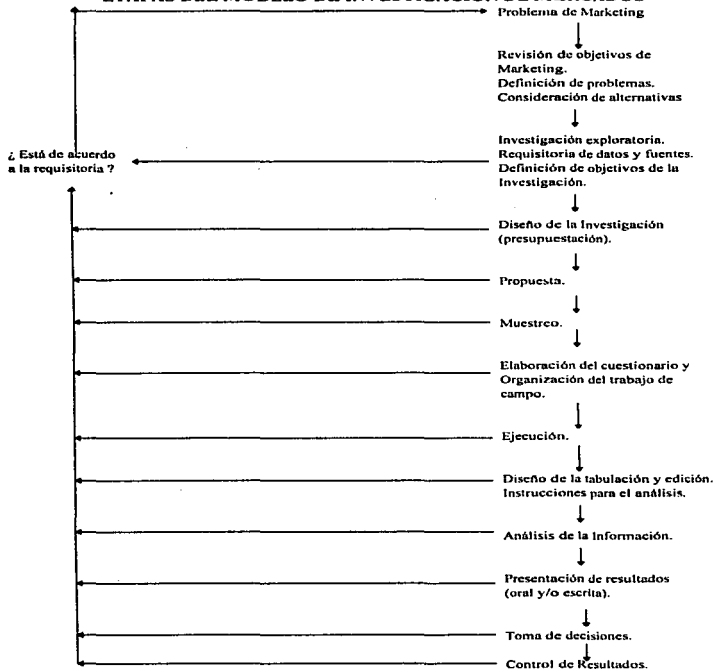 Problema de Marketing
Revisión de objetivos de
Marketing.
Definición de problemas.
Consideración de alternativas
¿ Está de acuerdo
a la requisitoria ?
Investigación exploratoria.
Requisitoria de datos y fuentes.
Definición de objetivos de la
Investigación.
Diseño de la Investigación
(presupuestación).
Propuesta.
Muestreo.
Elaboración del cuestionario y
Organización del trabajo de
campo.
Ejecución.
Diseño de la tabulación y edición.
Instrucciones para el análisis.
Análisis de la Información.
Presentación de resultados
(oral y/o escrita).
Toma de decisiones.
Control de Resultados.